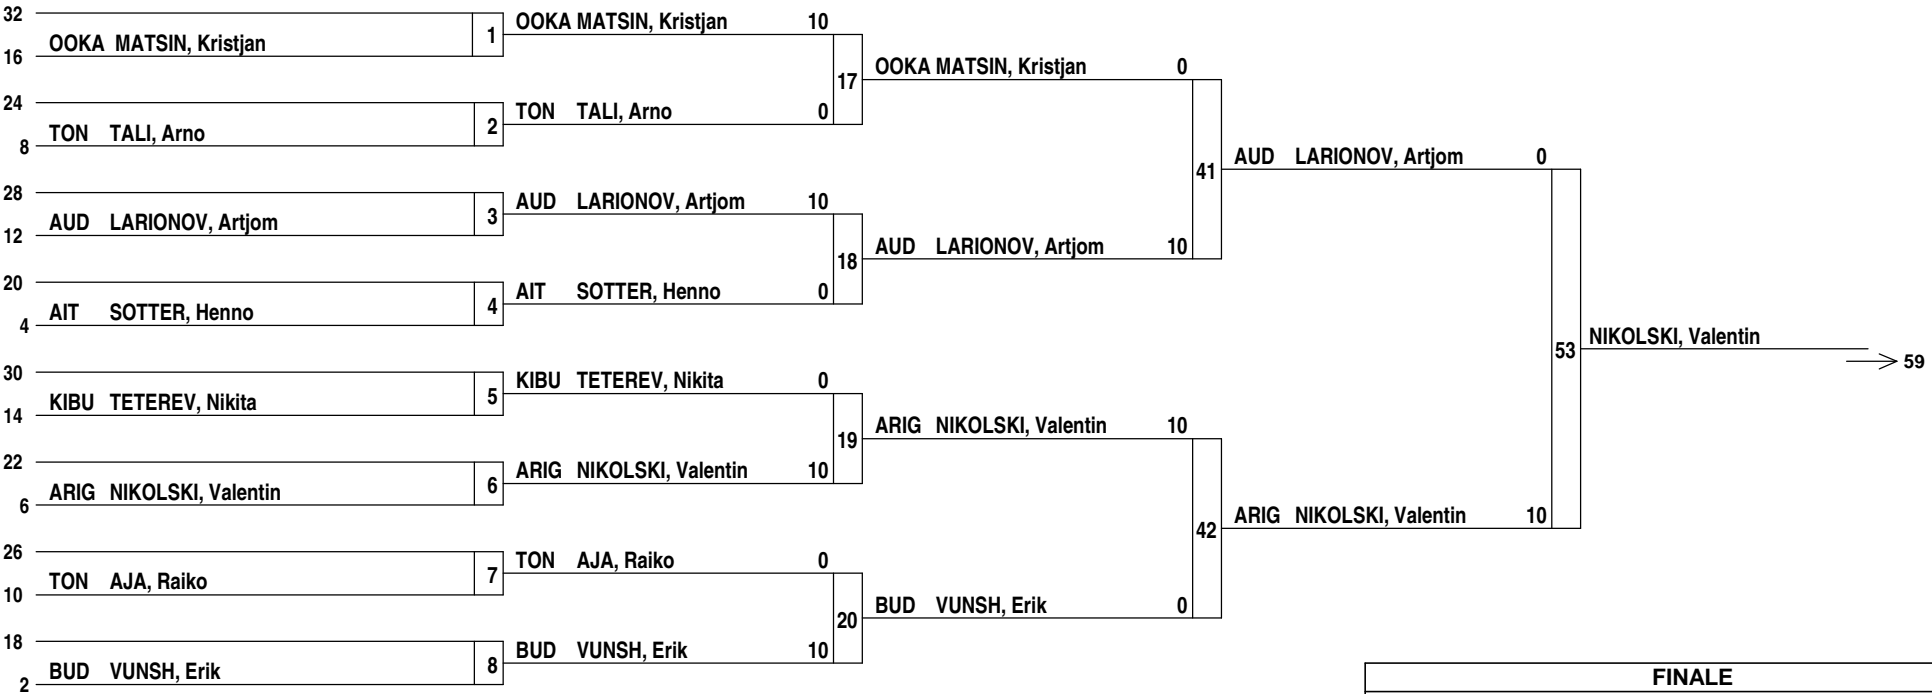 32
OOKA MATSIN, Kristjan
16
1
24
TON TALI, Arno
8
2
28
AUD LARIONOV, Artjom
12
3
20
AIT SOTTER, Henno
4
4
30
KIBU TETEREV, Nikita
14
5
22
ARIG NIKOLSKI, Valentin
6
6
26
TON AJA, Raiko
10
7
18
BUD VUNSH, Erik
2
8
OOKA MATSIN, Kristjan 10
17
TON TALI, Arno 0
AUD LARIONOV, Artjom 10
18
AIT SOTTER, Henno 0
KIBU TETEREV, Nikita 0
19
ARIG NIKOLSKI, Valentin 10
TON AJA, Raiko 0
20
BUD VUNSH, Erik 10
OOKA MATSIN, Kristjan 0
41
AUD LARIONOV, Artjom 10
ARIG NIKOLSKI, Valentin 10
42
BUD VUNSH, Erik 0
AUD LARIONOV, Artjom 0
53
ARIG NIKOLSKI, Valentin 10
NIKOLSKI, Valentin
59
FINALE